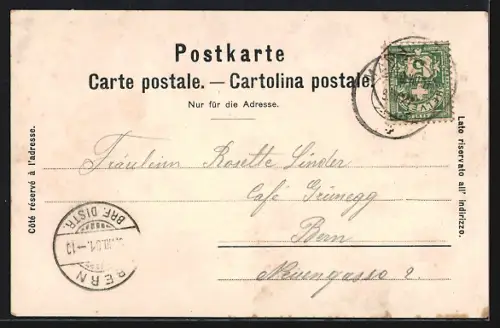 Postkarte
Carte postale. — Cartolina postale
Nur für die Adresse.
Côté réservé à l'adresse.
Lato riservato all' indirizzo.
Fräulein Rosette Linder
Café Grünegg
Bern
Neuengasse 2
BERN
BRF. DISTR.